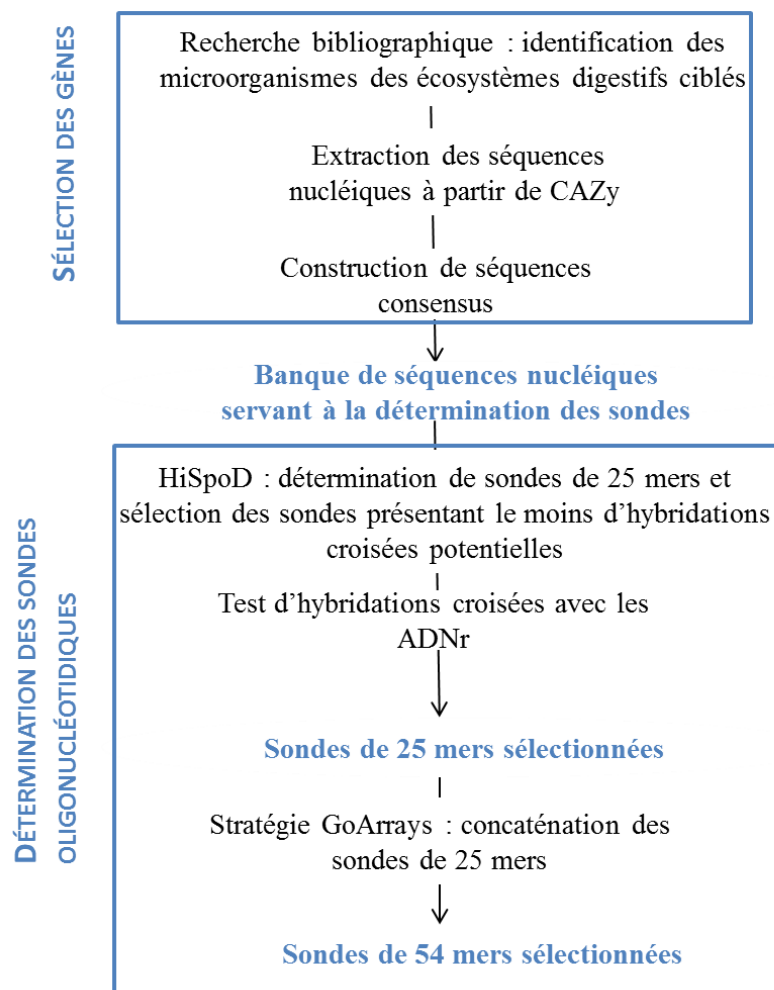 SÉLECTION DES GÈNES
Recherche bibliographique : identification des
microorganismes des écosystèmes digestifs ciblés
Extraction des séquences
nucléiques à partir de CAZy
Construction de séquences
consensus
Banque de séquences nucléiques
servant à la détermination des sondes
DÉTERMINATION DES SONDES
OLIGONUCLÉOTIDIQUES
HiSpoD : détermination de sondes de 25 mers et
sélection des sondes présentant le moins d’hybridations
croisées potentielles
Test d’hybridations croisées avec les
ADNr
Sondes de 25 mers sélectionnées
Stratégie GoArrays : concaténation des
sondes de 25 mers
Sondes de 54 mers sélectionnées